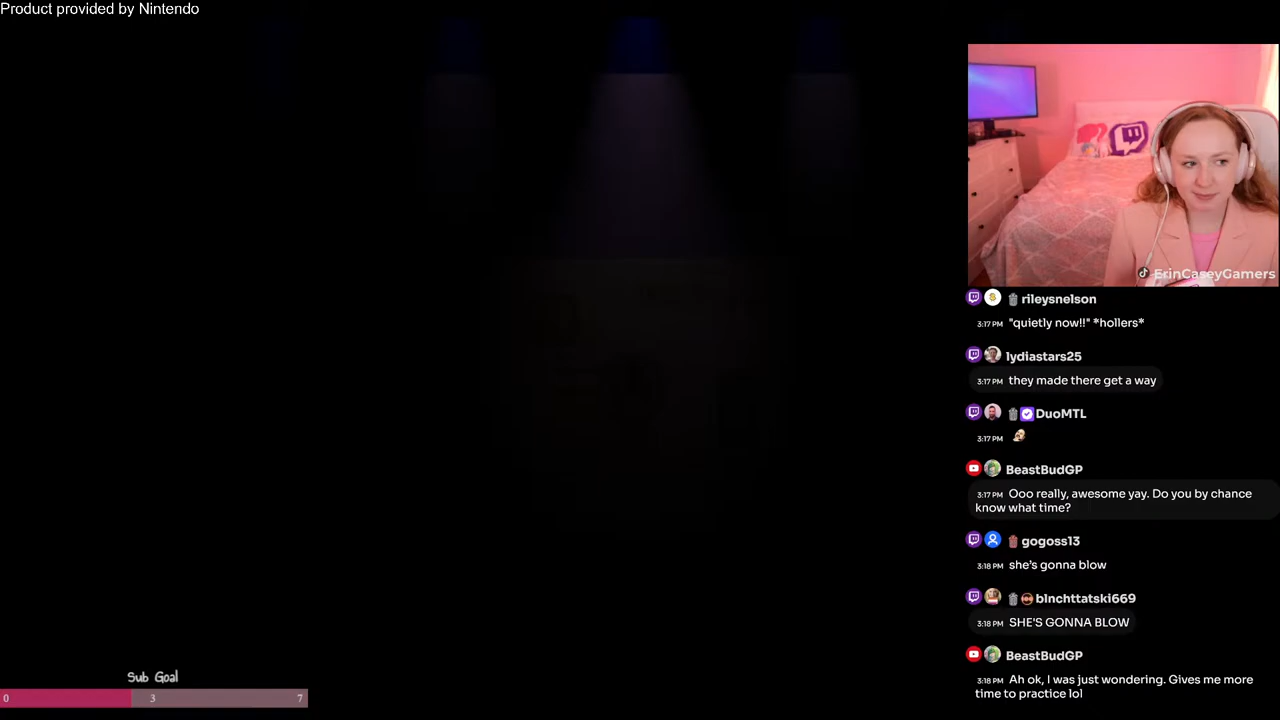 Product provided by Nintendo
ErinCaseyGamers
rileysnelson
3:17 PM "quietly now!!" *hollers*
lydiastars25
3:17 PM they made there get a way
DuoMTL
3:17 PM
BeastBudGP
3:17 PM Ooo really, awesome yay. Do you by chance
know what time?
gogoss13
3:18 PM she's gonna blow
blnchttatski669
3:18 PM SHE'S GONNA BLOW
BeastBudGP
3:18 PM Ah ok, I was just wondering. Gives me more
time to practice lol
Sub Goal
0 3 7